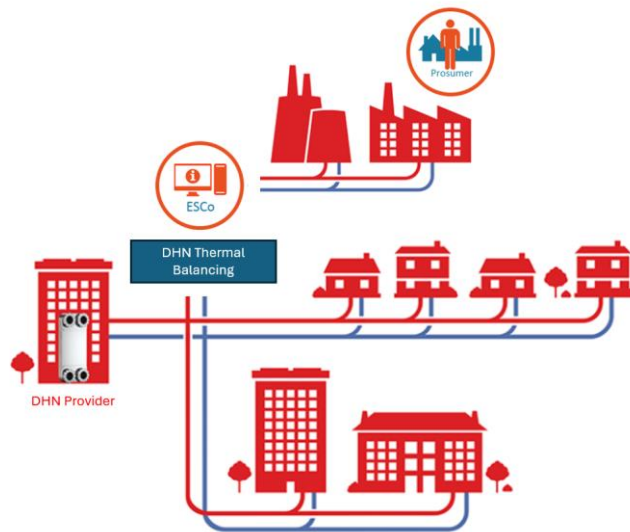 Prosumer
ESCo
DHN Thermal
Balancing
DHN Provider